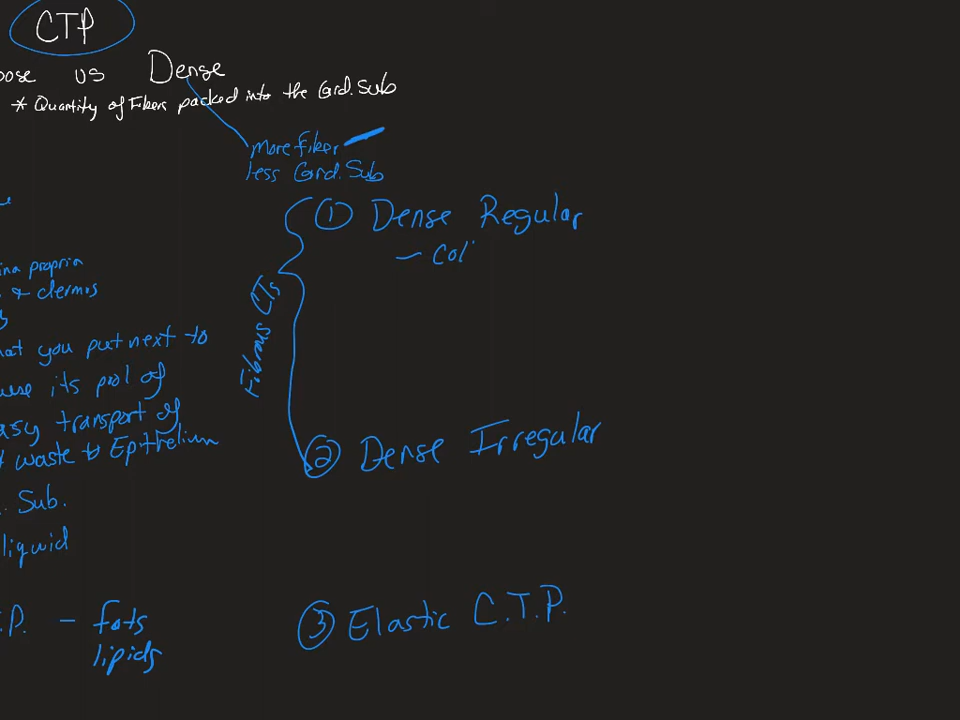 CTP
oose vs Dense
* Quantity of Fibers packed into the Grd. Sub
More fiber
less Grd. Sub
① Dense Regular
- Col
Fibrous CTs
ina propria
& dermis
hat you put next to
use its pool of
easy transport of
waste to Epithelium
. Sub.
liquid
② Dense Irregular
.P. - fats
lipids
③ Elastic C.T.P.